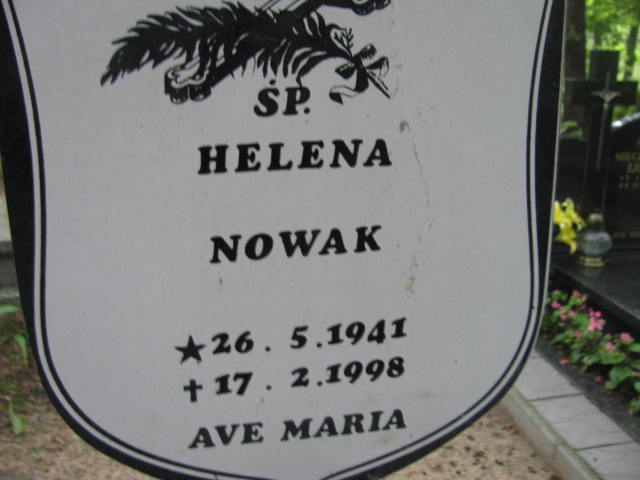 ŚP.
HELENA
NOWAK
★ 26. 5.1941
✝ 17. 2.1998
AVE MARIA